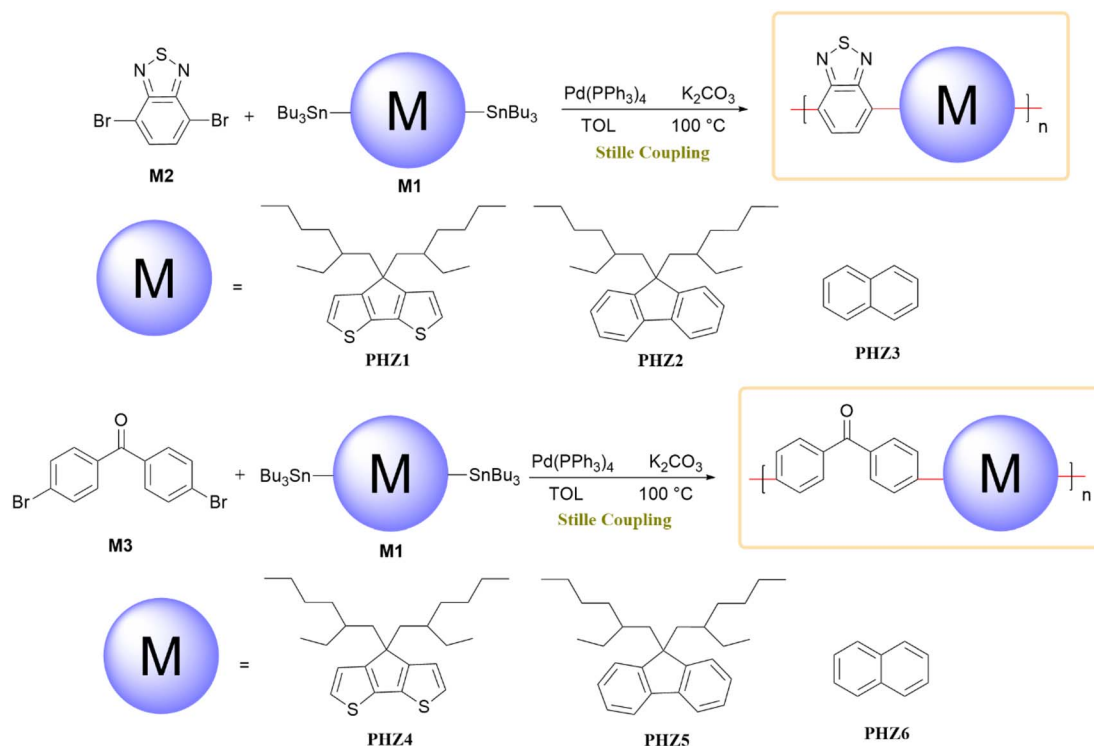 S
N N
Br Br
M2
+
Bu3Sn M SnBu3
M1
Pd(PPh3)4 K2CO3
TOL 100 °C
Stille Coupling
S
N N
M
n
M
=
S S
PHZ1
PHZ2
PHZ3
O
Br Br
M3
+
Bu3Sn M SnBu3
M1
Pd(PPh3)4 K2CO3
TOL 100 °C
Stille Coupling
O
M
n
M
=
S S
PHZ4
PHZ5
PHZ6